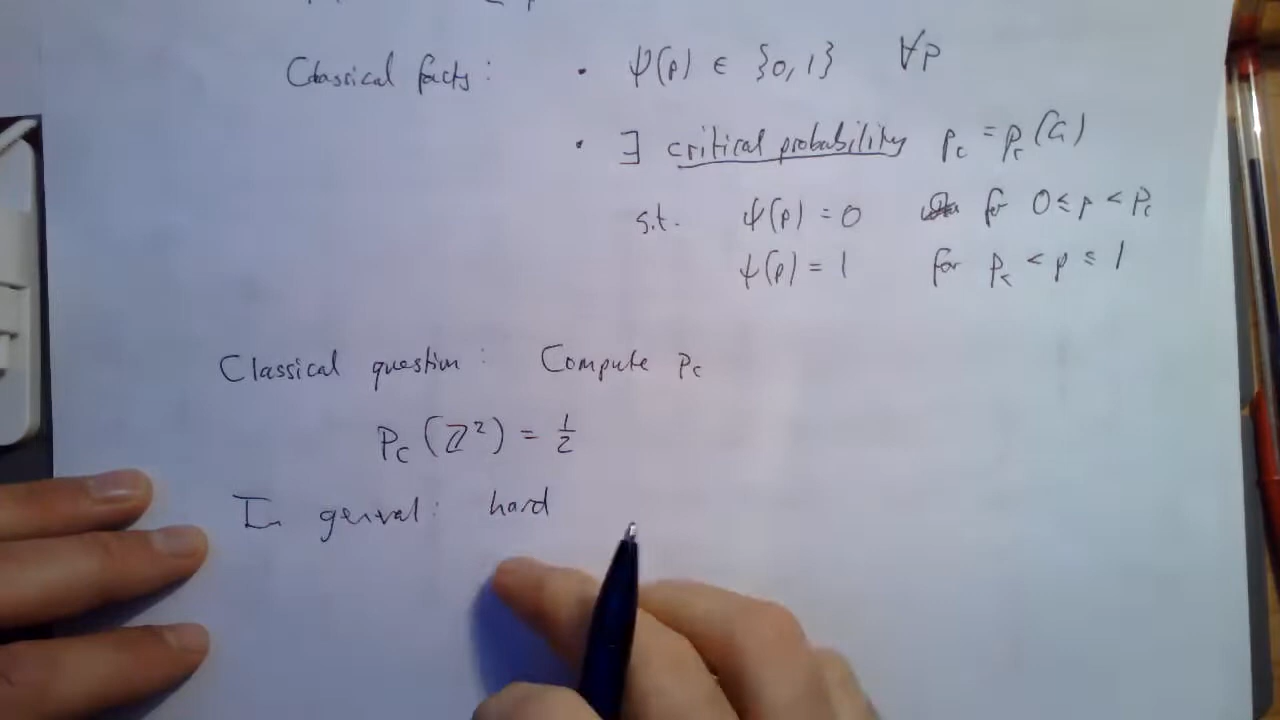 Classical facts: • ψ(p) ∈ {0,1} ∀p
• ∃ critical probability p_c = p_c(G)
s.t. ψ(p) = 0 for 0 ≤ p < p_c
ψ(p) = 1 for p_c < p ≤ 1
Classical question: Compute p_c
p_c(ℤ²) = 1/2
In general: hard